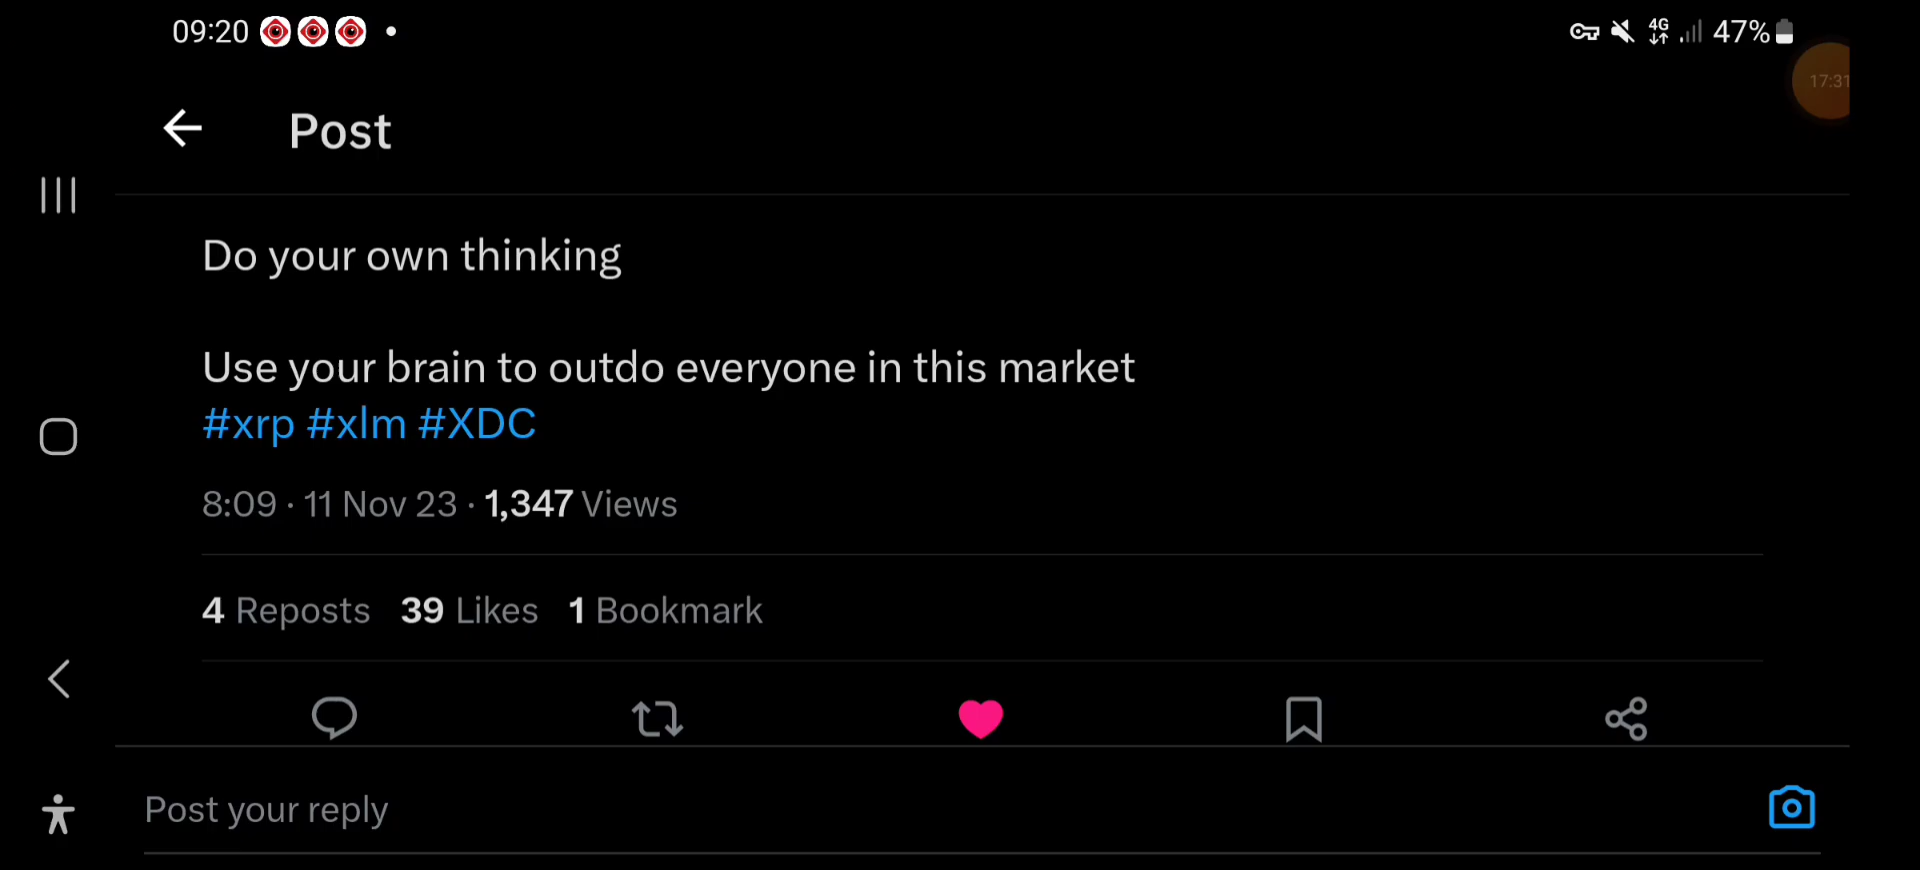 09:20 4G 47%
17:31
Post
Do your own thinking
Use your brain to outdo everyone in this market
#xrp #xlm #XDC
8:09 · 11 Nov 23 · 1,347 Views
4 Reposts 39 Likes 1 Bookmark
Post your reply